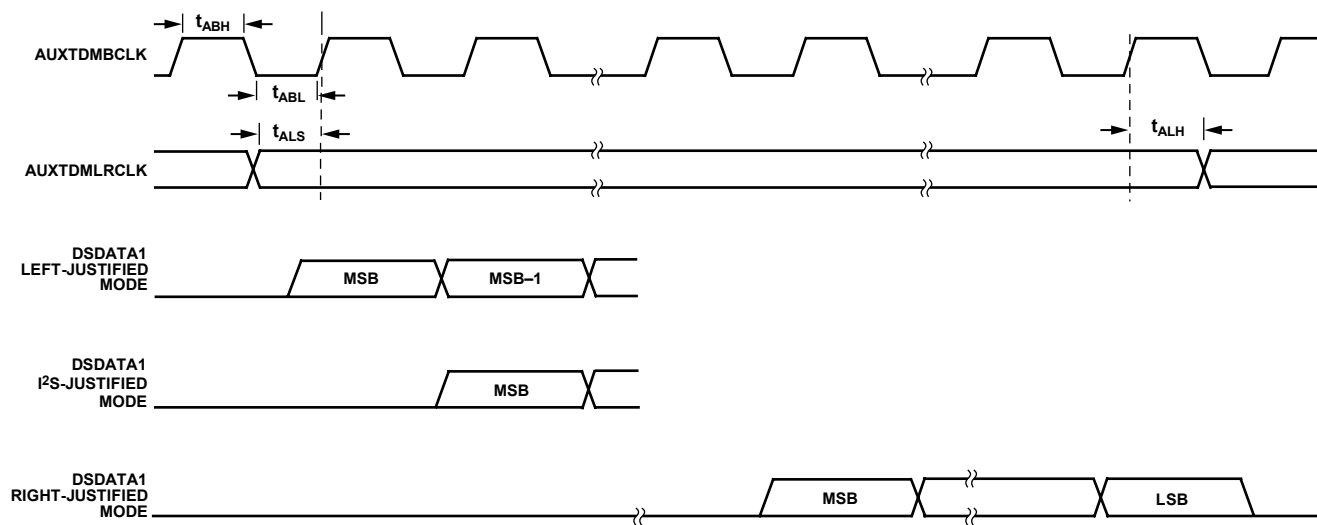 tABH
AUXTDMBCLK
tABL
tALS
tALH
AUXTDMLRCLK
DSDATA1
LEFT-JUSTIFIED
MODE
MSB
MSB–1
DSDATA1
I2S-JUSTIFIED
MODE
MSB
DSDATA1
RIGHT-JUSTIFIED
MODE
MSB
LSB